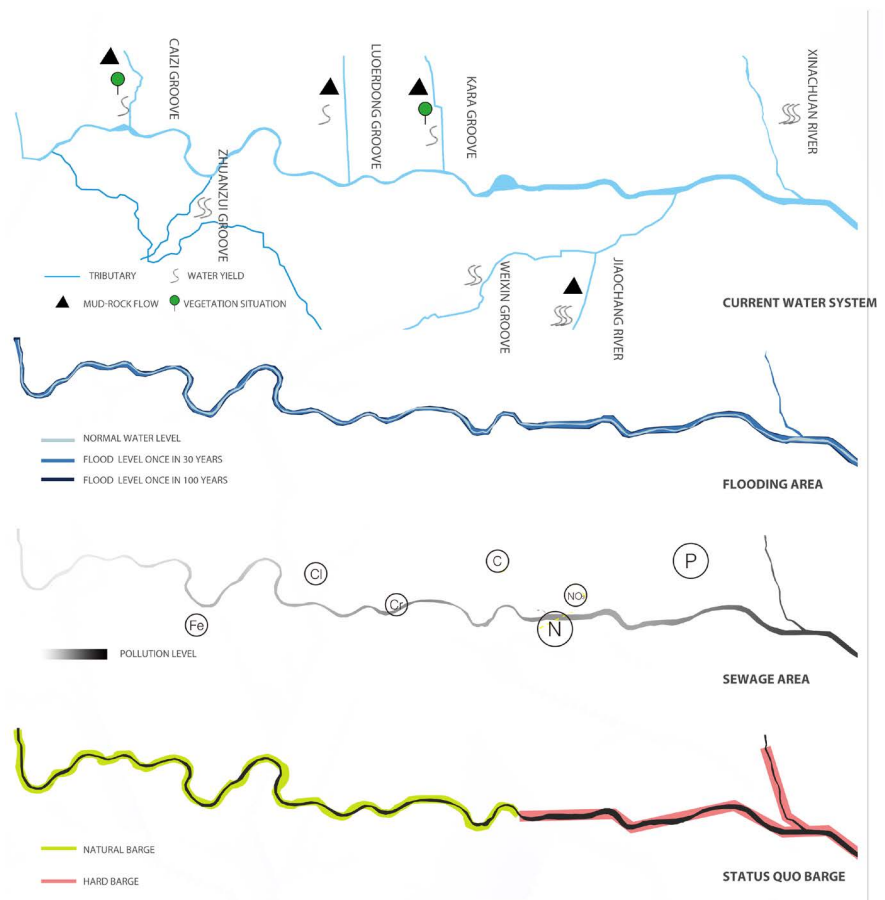 CAIZI GROOVE
LUOERDONG GROOVE
KARA GROOVE
XINACHUAN RIVER
ZHUANZUI GROOVE
WEIXIN GROOVE
JIAOCHANG RIVER
TRIBUTARY
WATER YIELD
MUD-ROCK FLOW
VEGETATION SITUATION
CURRENT WATER SYSTEM
NORMAL WATER LEVEL
FLOOD LEVEL ONCE IN 30 YEARS
FLOOD LEVEL ONCE IN 100 YEARS
FLOODING AREA
Fe
Cl
Cr
C
NO
N
P
POLLUTION LEVEL
SEWAGE AREA
NATURAL BARGE
HARD BARGE
STATUS QUO BARGE